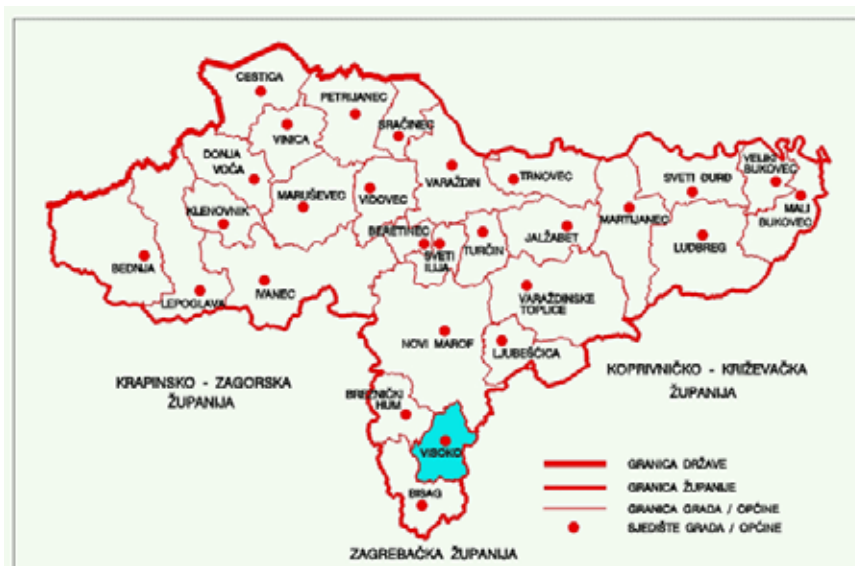 CESTICA
PETRIJANEC
SRAČINEC
VINICA
DONJA
VOČA
MARUŠEVEC
VIDOVEC
VARAŽDIN
TRNOVEC
SVETI ĐURĐ
VELIKI
BUKOVEC
MALI
BUKOVEC
KLENOVNIK
BERETINEC
SVETI
ILIJA
TURČIN
JALŽABET
MARTIJANEC
LUDBREG
BEDNJA
LEPOGLAVA
IVANEC
VARAŽDINSKE
TOPLICE
NOVI MAROF
LJUBEŠĆICA
KRAPINSKO - ZAGORSKA
ŽUPANIJA
KOPRIVNIČKO - KRIŽEVAČKA
ŽUPANIJA
BREZNIČKI
HUM
VISOKO
BISAG
ZAGREBAČKA ŽUPANIJA
GRANICA DRŽAVE
GRANICA ŽUPANIJE
GRANICA GRADA / OPĆINE
SJEDIŠTE GRADA / OPĆINE